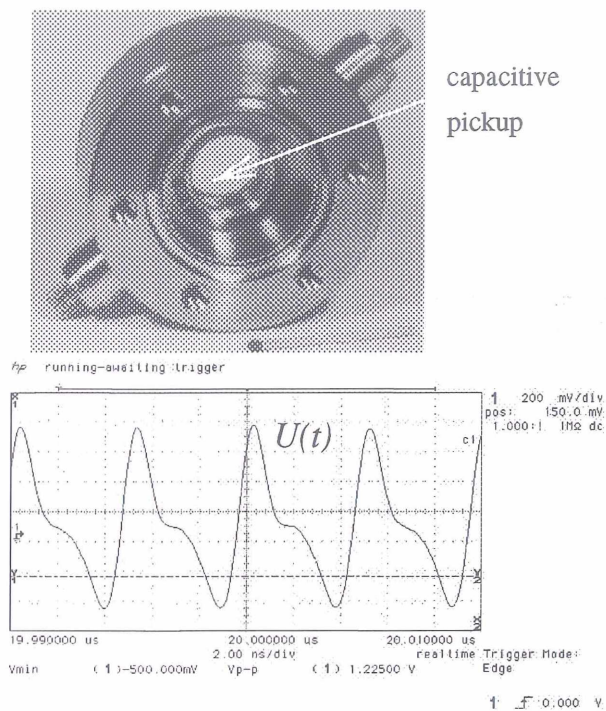 capacitive
pickup
hp running-awaiting trigger
1 200 mV/div
pos: 150.0 mV
1.000:1 1MΩ dc
c1
U(t)
19.990000 us 20.000000 us 20.010000 us
2.00 ns/div realtime Trigger Mode:
Vmin (1)-500.000mV Vp-p (1) 1.22500 V Edge
1 0.000 V